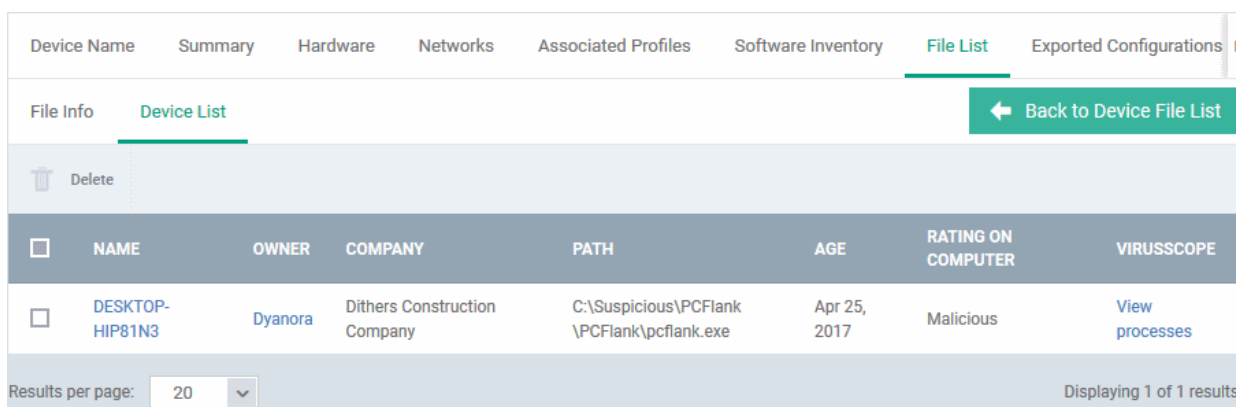 Device Name Summary Hardware Networks Associated Profiles Software Inventory File List Exported Configurations
File Info Device List Back to Device File List
Delete
NAME OWNER COMPANY PATH AGE RATING ON COMPUTER VIRUSSCOPE
DESKTOP-HIP81N3 Dyanora Dithers Construction Company C:\Suspicious\PCFlank\PCFlank\pcflank.exe Apr 25, 2017 Malicious View processes
Results per page: 20 Displaying 1 of 1 results